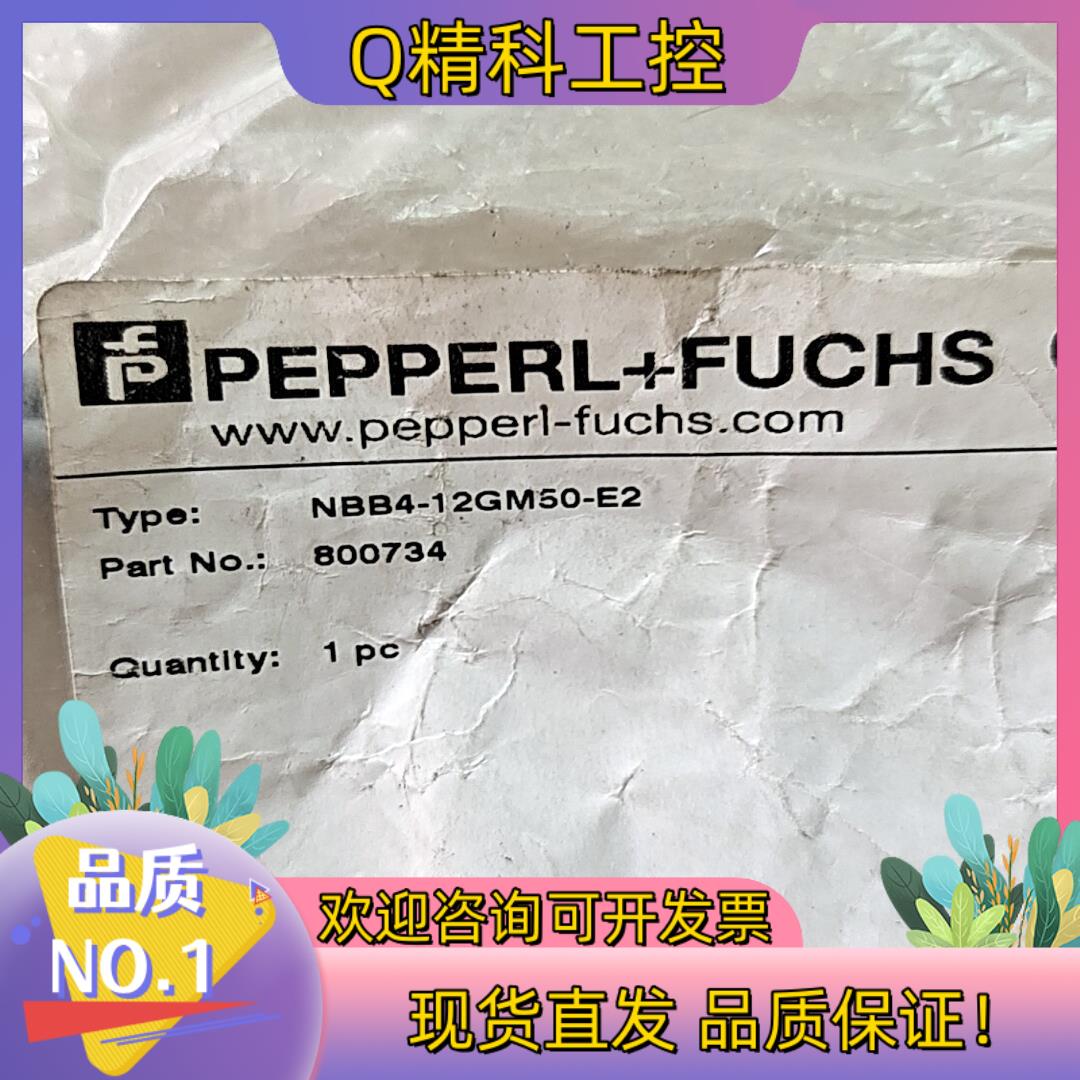 Q精科工控
PEPPERL+FUCHS
www.pepperl-fuchs.com
Type: NBB4-12GM50-E2
Part No.: 800734
Quantity: 1 pc
品质
NO.1
欢迎咨询可开发票
现货直发 品质保证!